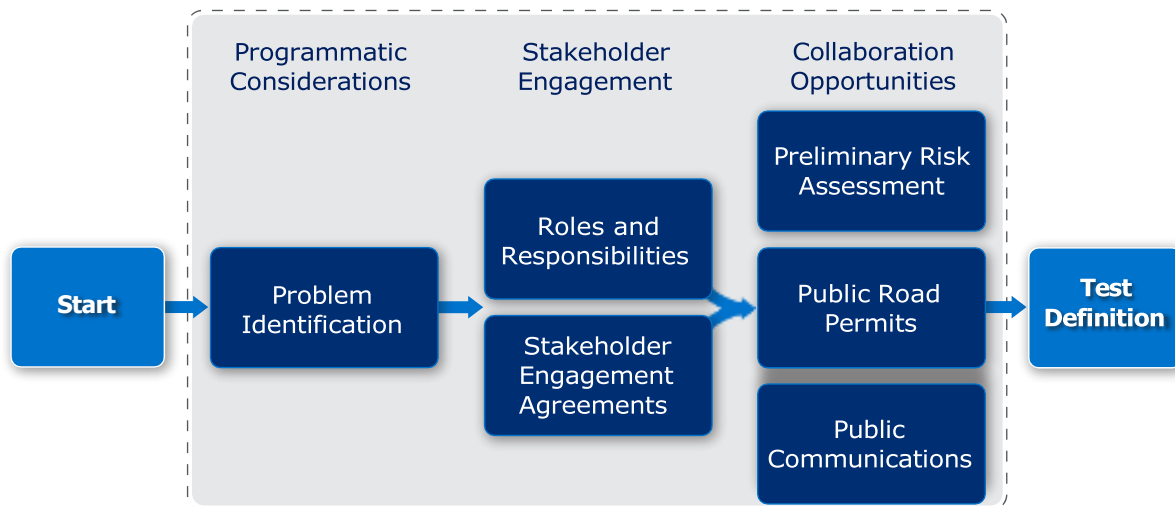 Programmatic
Considerations
Stakeholder
Engagement
Collaboration
Opportunities
Start
Problem
Identification
Roles and
Responsibilities
Stakeholder
Engagement
Agreements
Preliminary Risk
Assessment
Public Road
Permits
Public
Communications
Test
Definition